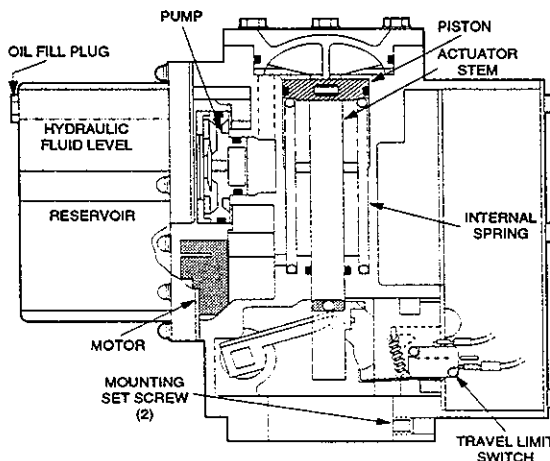 PUMP
OIL FILL PLUG
PISTON
ACTUATOR
STEM
HYDRAULIC
FLUID LEVEL
RESERVOIR
INTERNAL
SPRING
MOTOR
MOUNTING
SET SCREW
(2)
TRAVEL LIMIT
SWITCH